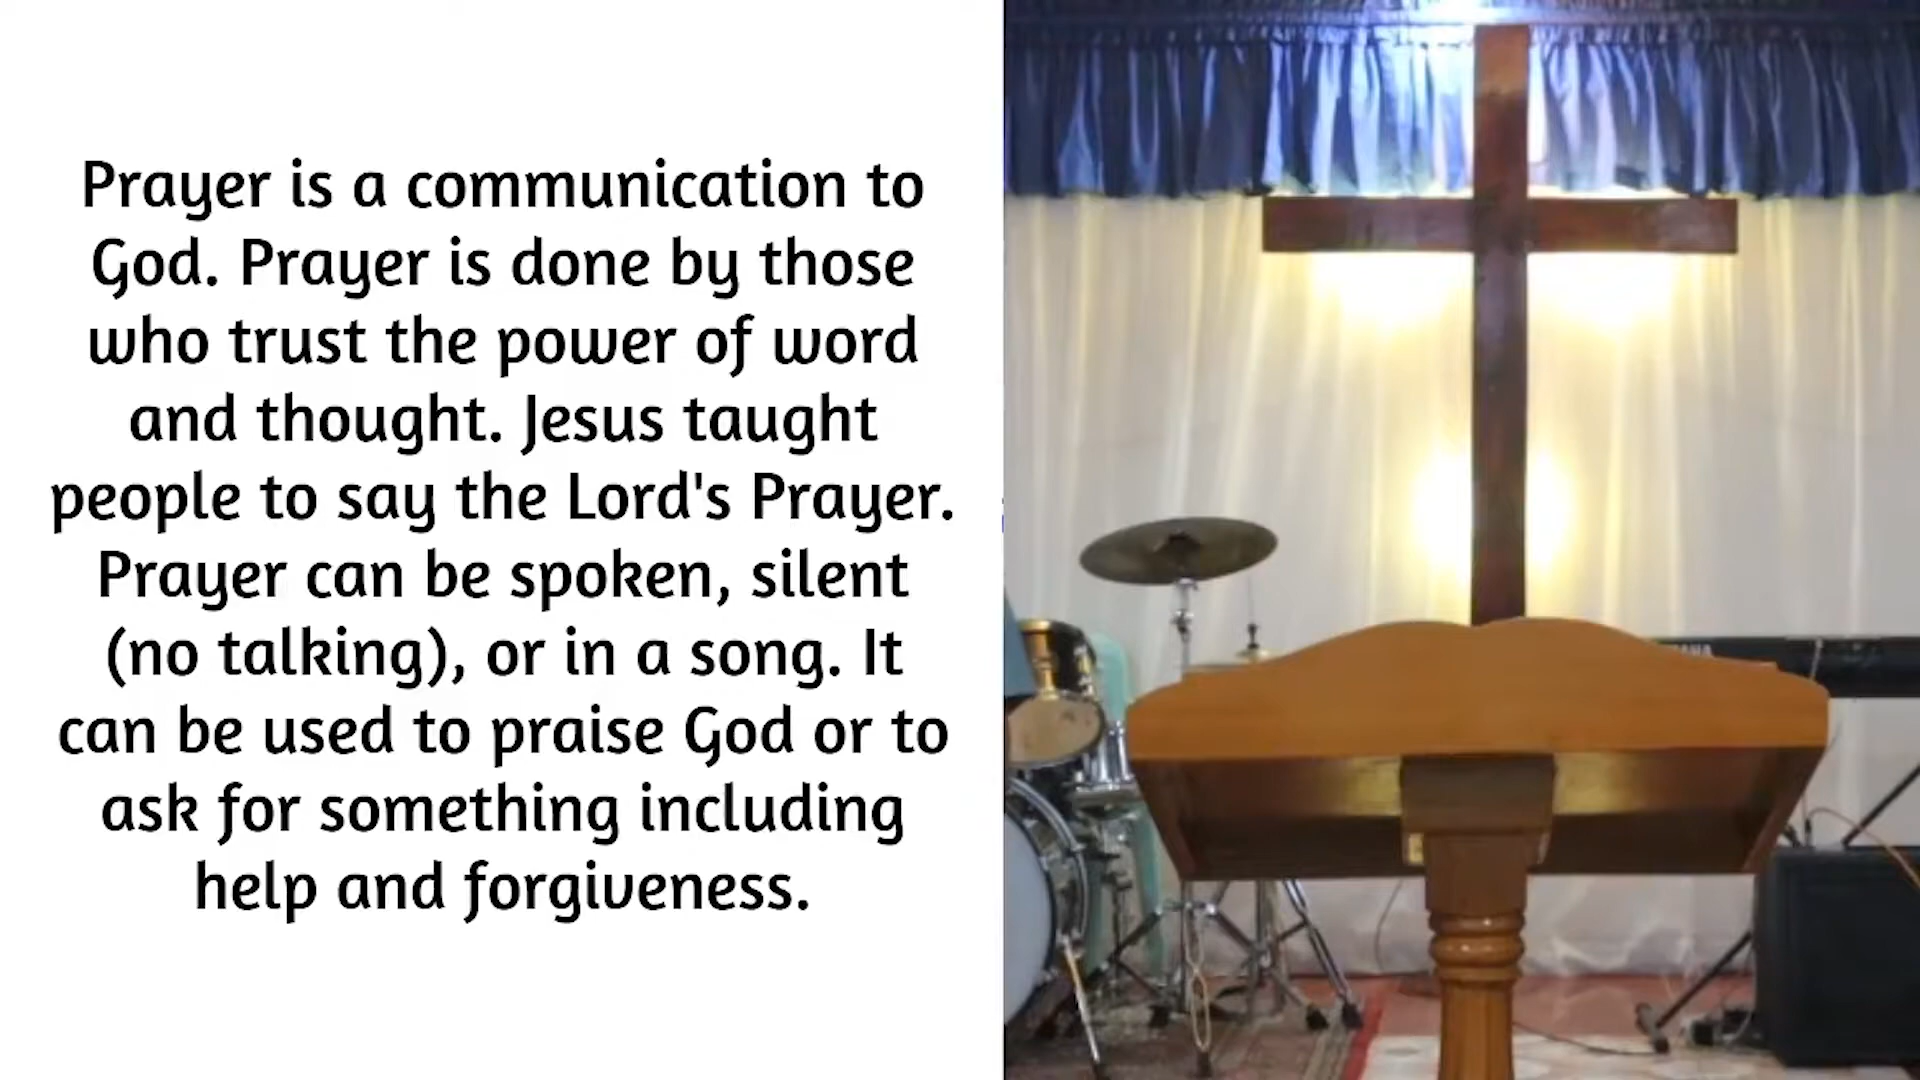 Prayer is a communication to
God. Prayer is done by those
who trust the power of word
and thought. Jesus taught
people to say the Lord's Prayer.
Prayer can be spoken, silent
(no talking), or in a song. It
can be used to praise God or to
ask for something including
help and forgiveness.